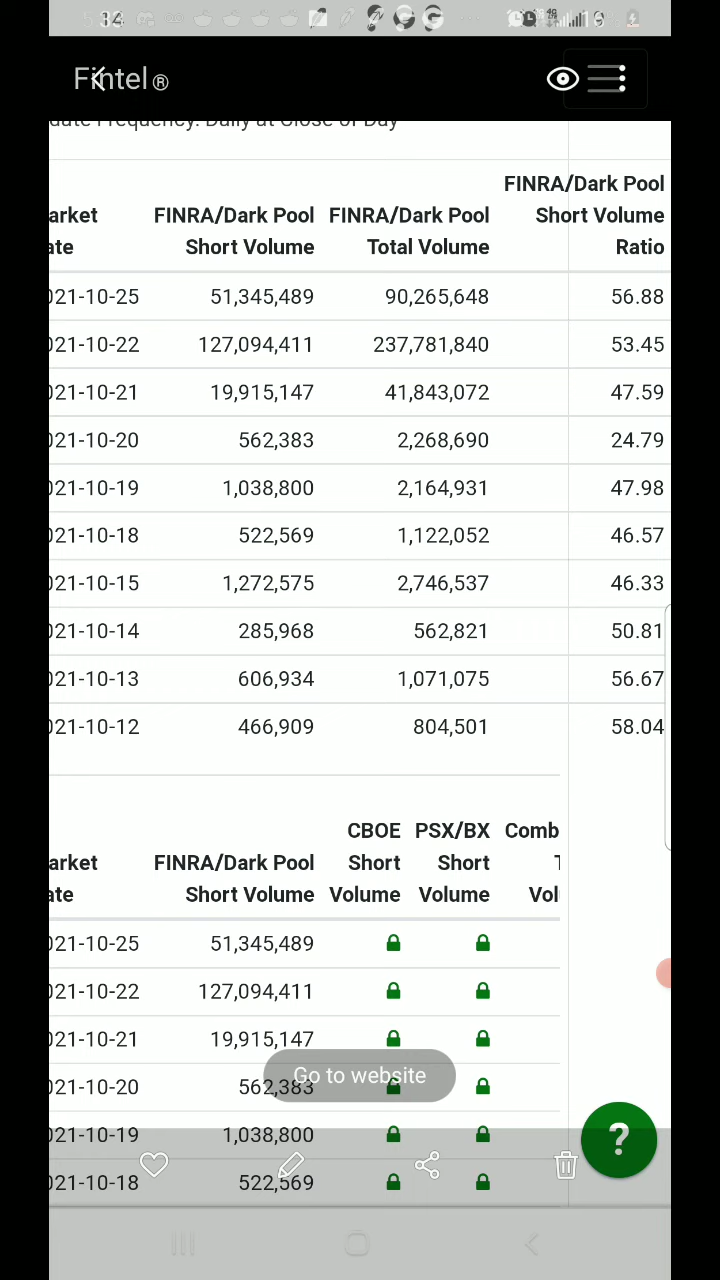 Fintel®
date Frequency: Daily at Close of Day
arket ate FINRA/Dark Pool Short Volume FINRA/Dark Pool Total Volume FINRA/Dark Pool Short Volume Ratio
021-10-25 51,345,489 90,265,648 56.88
021-10-22 127,094,411 237,781,840 53.45
021-10-21 19,915,147 41,843,072 47.59
021-10-20 562,383 2,268,690 24.79
021-10-19 1,038,800 2,164,931 47.98
021-10-18 522,569 1,122,052 46.57
021-10-15 1,272,575 2,746,537 46.33
021-10-14 285,968 562,821 50.81
021-10-13 606,934 1,071,075 56.67
021-10-12 466,909 804,501 58.04
arket ate FINRA/Dark Pool Short Volume CBOE Short Volume PSX/BX Short Volume Comb T Vol
021-10-25 51,345,489
021-10-22 127,094,411
021-10-21 19,915,147
Go to website
021-10-20 562,383
021-10-19 1,038,800
021-10-18 522,569
?